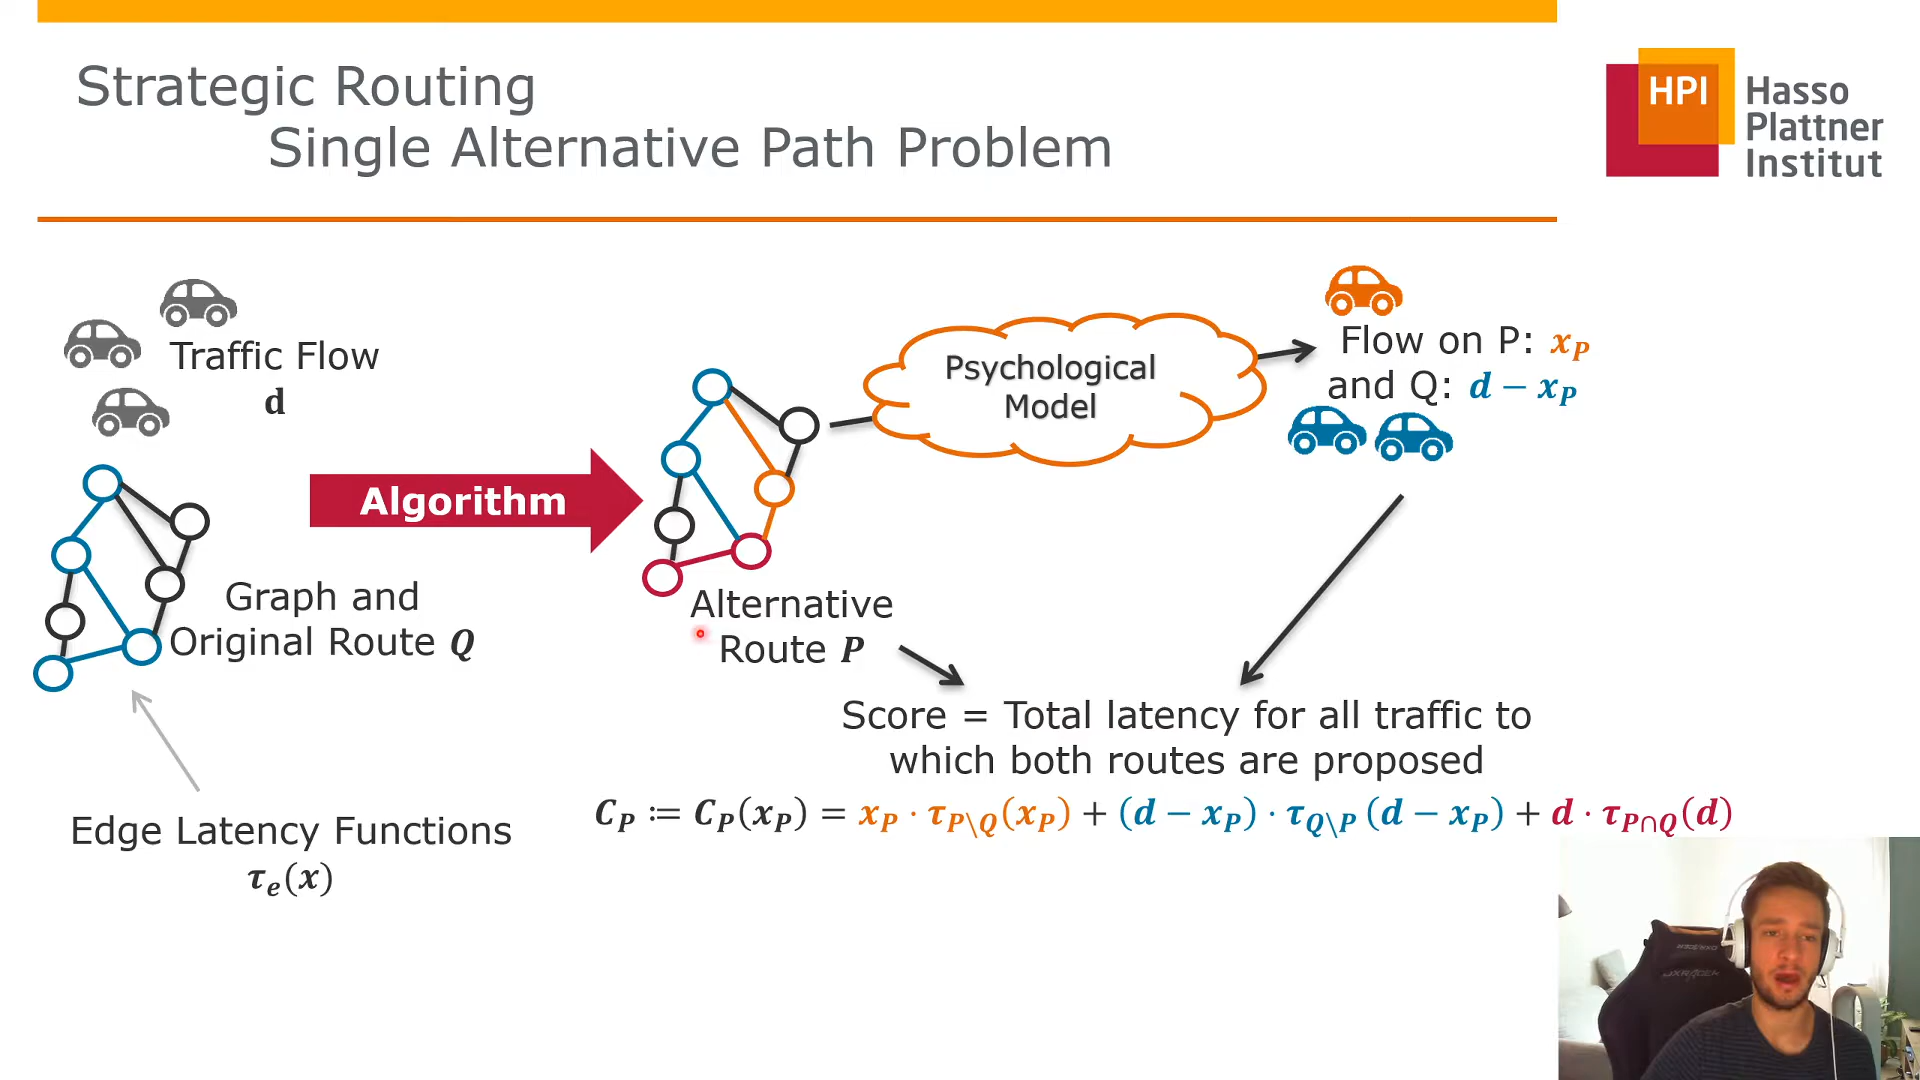 Strategic Routing
Single Alternative Path Problem
HPI Hasso
Plattner
Institut
Traffic Flow
d
Graph and
Original Route Q
Edge Latency Functions
τ_e(x)
Algorithm
Alternative
Route P
Psychological
Model
Flow on P: x_P
and Q: d − x_P
Score = Total latency for all traffic to
which both routes are proposed
C_P ≔ C_P(x_P) = x_P · τ_{P\Q}(x_P) + (d − x_P) · τ_{Q\P} (d − x_P) + d · τ_{P∩Q}(d)